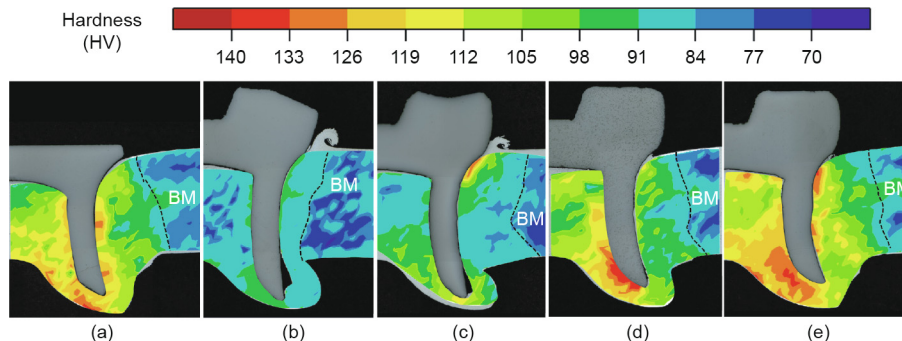 Hardness
(HV)
140 133 126 119 112 105 98 91 84 77 70
BM BM BM BM BM
(a) (b) (c) (d) (e)